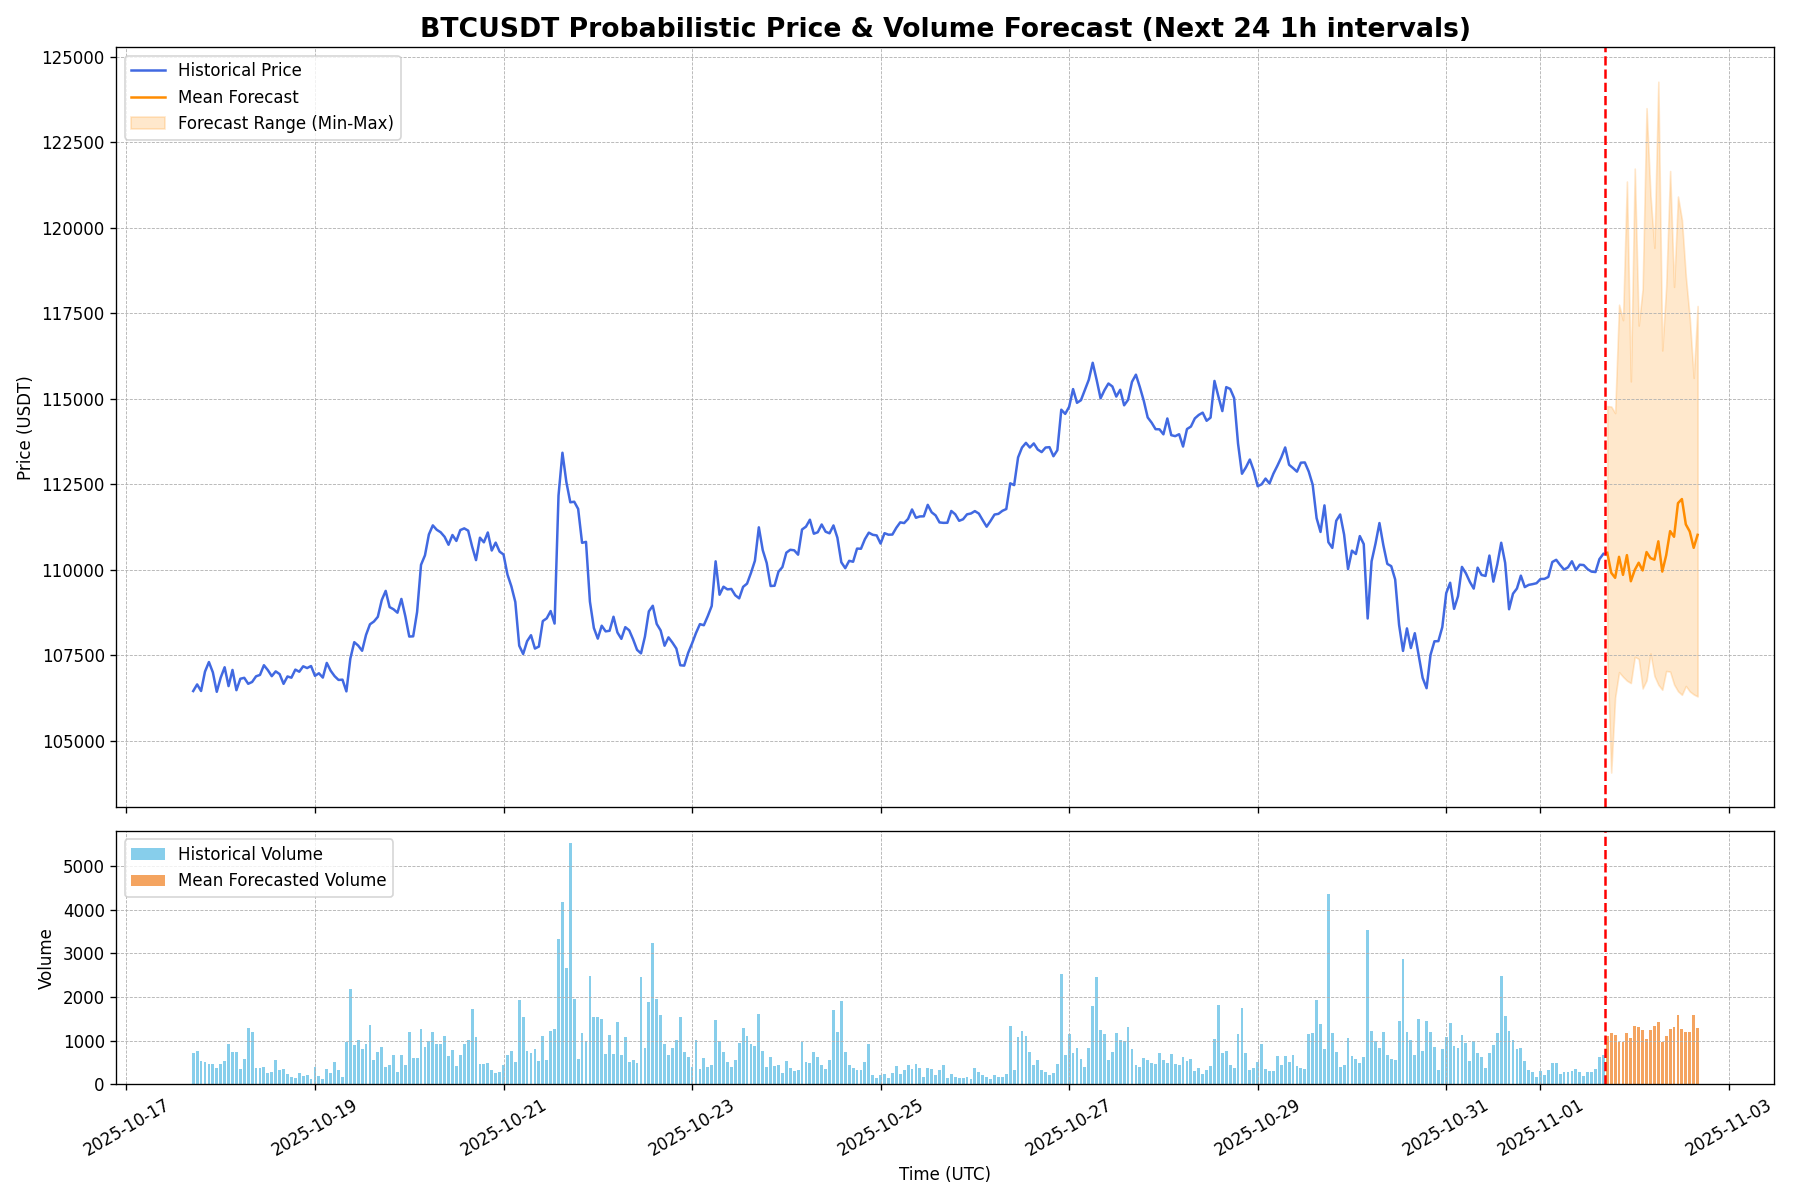 BTCUSDT Probabilistic Price & Volume Forecast (Next 24 1h intervals)
Historical Price
Mean Forecast
Forecast Range (Min-Max)
125000
122500
120000
117500
115000
112500
110000
107500
105000
Price (USDT)
Historical Volume
Mean Forecasted Volume
5000
4000
3000
2000
1000
0
Volume
2025-10-17
2025-10-19
2025-10-21
2025-10-23
2025-10-25
2025-10-27
2025-10-29
2025-10-31
2025-11-01
2025-11-03
Time (UTC)